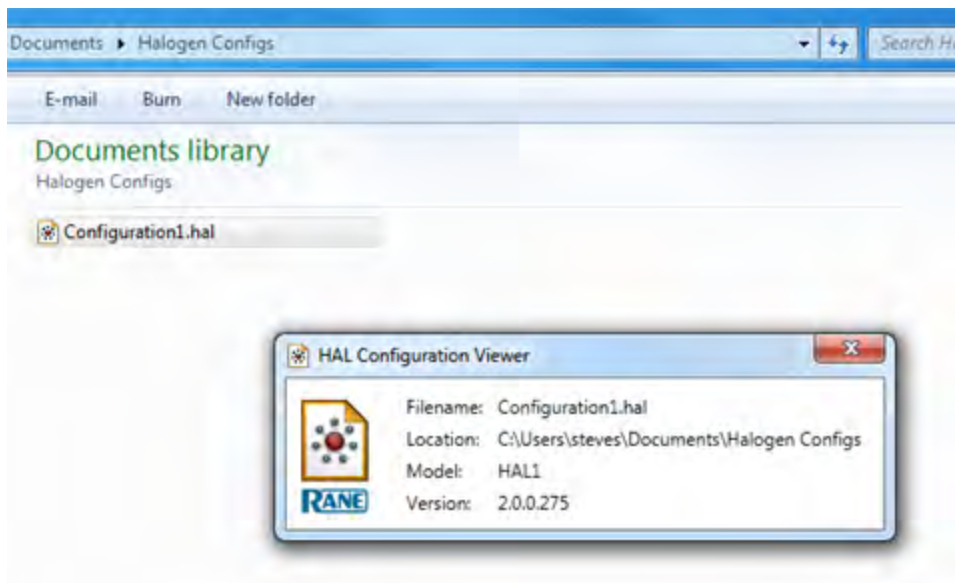 Documents ▸ Halogen Configs Search H
E-mail Burn New folder
Documents library
Halogen Configs
Configuration1.hal
HAL Configuration Viewer
Filename: Configuration1.hal
Location: C:\Users\steves\Documents\Halogen Configs
Model: HAL1
Version: 2.0.0.275
RANE